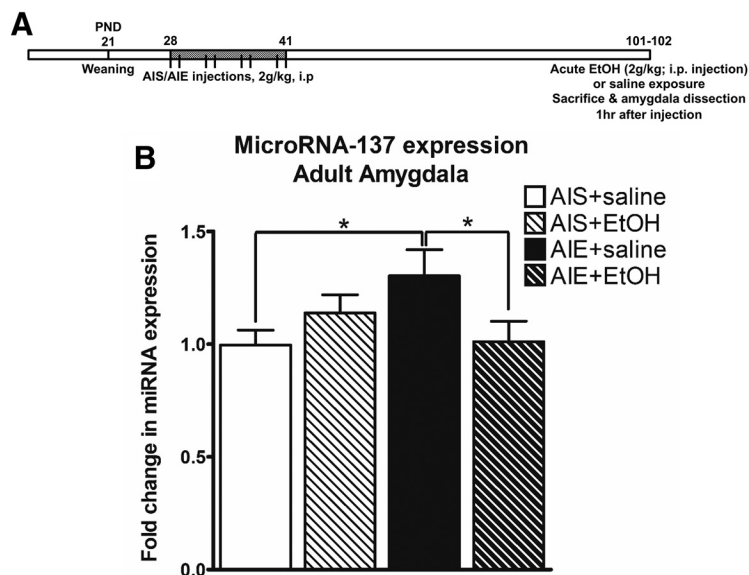 A
PND
21
28
41
101-102
Weaning
AIS/AIE injections, 2g/kg, i.p
Acute EtOH (2g/kg; i.p. injection)
or saline exposure
Sacrifice & amygdala dissection
1hr after injection
B
MicroRNA-137 expression
Adult Amygdala
AIS+saline
AIS+EtOH
AIE+saline
AIE+EtOH
Fold change in miRNA expression
1.5
1.0
0.5
0.0
*
*